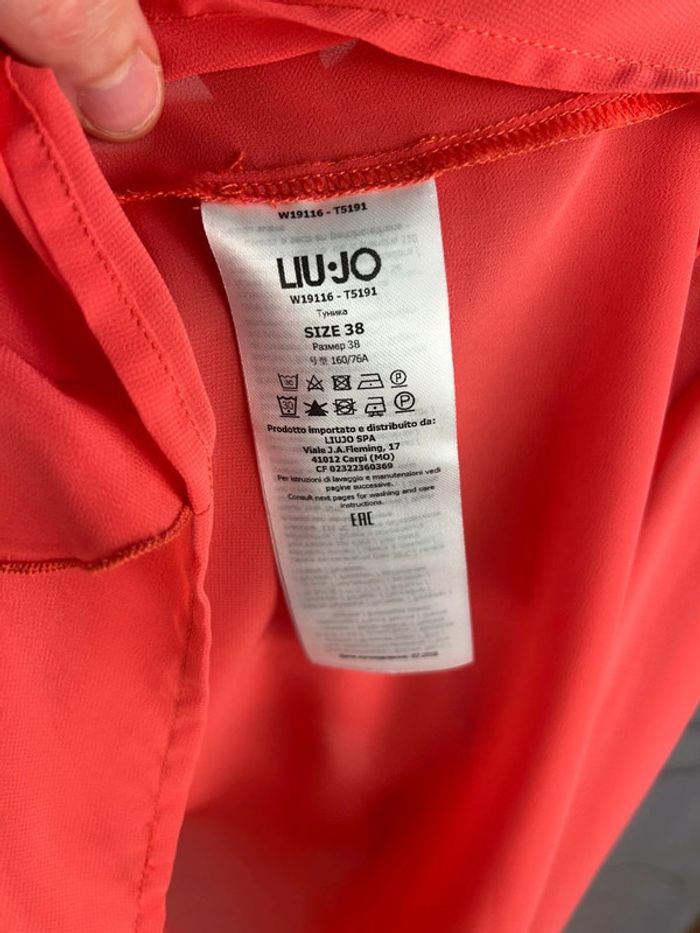 W19116 - T5191
LIU·JO
W19116 - T5191
Туника
SIZE 38
Размер 38
号型 160/76A
Prodotto importato e distribuito da:
LIUJO SPA
Viale J.A.Fleming, 17
41012 Carpi (MO)
CF 02322360369
Per istruzioni di lavaggio e manutenzioni vedi
pagine successive.
Consult next pages for washing and care
instructions.
EAC